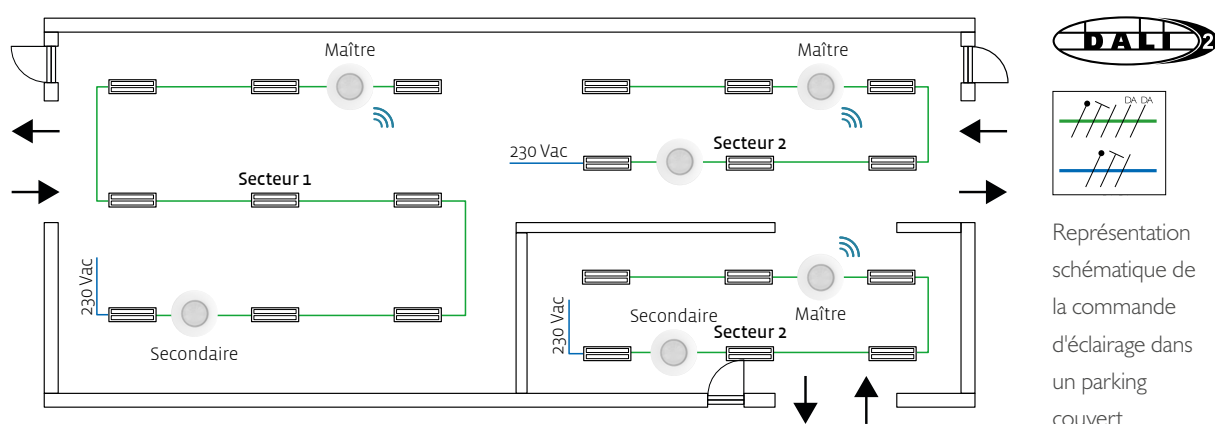 Maître
Maître
DALI 2
DA DA
Secteur 1
230 Vac
Secteur 2
230 Vac
Secondaire
230 Vac
Secondaire
Secteur 2
Maître
Représentation
schématique de
la commande
d'éclairage dans
un parking
couvert